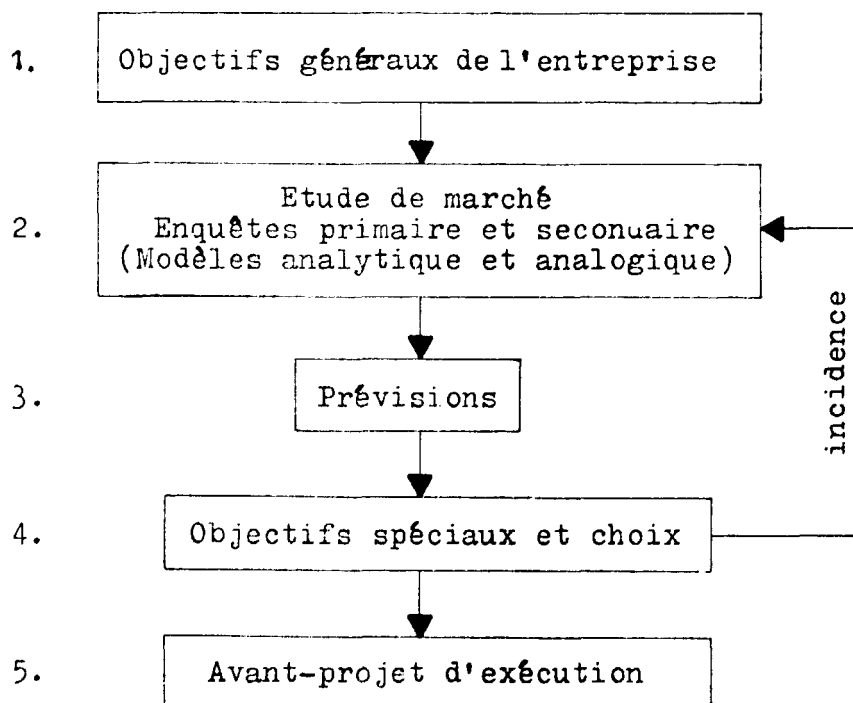 1. Objectifs généraux de l'entreprise
2. Etude de marché
Enquêtes primaire et secondaire
(Modèles analytique et analogique)
incidence
3. Prévisions
4. Objectifs spéciaux et choix
5. Avant-projet d'exécution